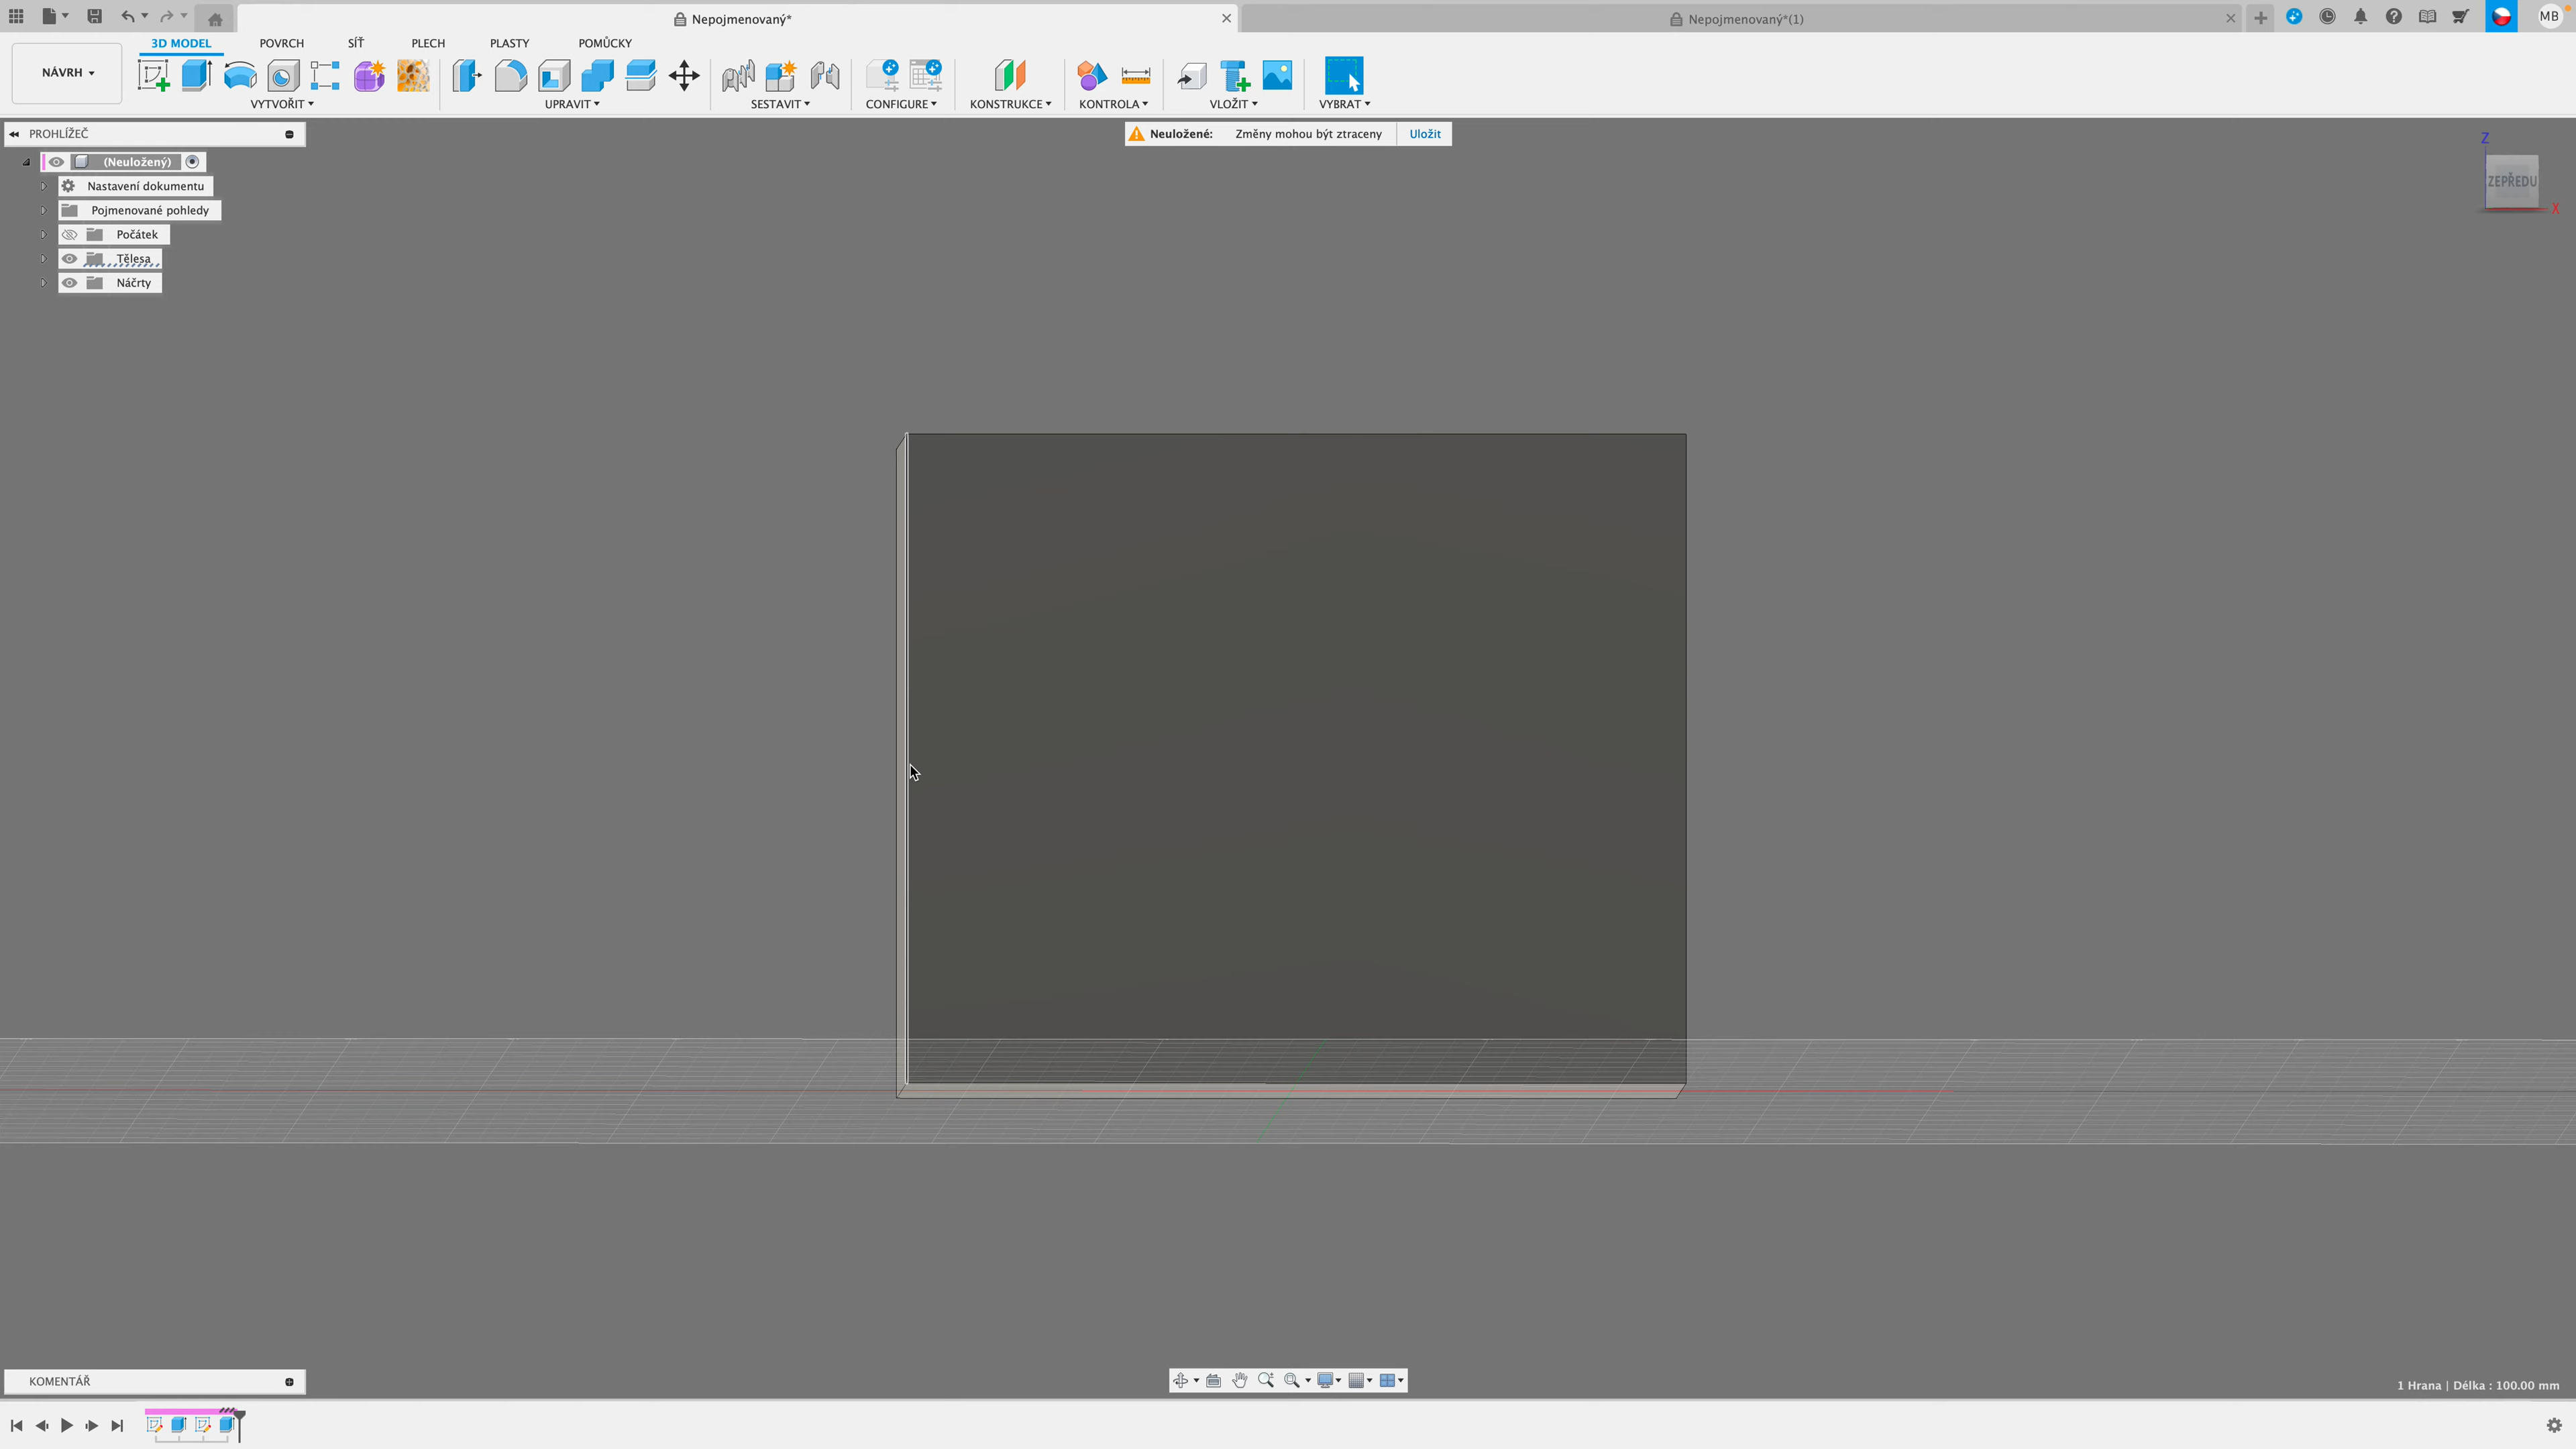 Nepojmenovaný*
Nepojmenovaný*(1)
MB
NÁVRH
3D MODEL
POVRCH
SÍŤ
PLECH
PLASTY
POMŮCKY
VYTVOŘIT
UPRAVIT
SESTAVIT
CONFIGURE
KONSTRUKCE
KONTROLA
VLOŽIT
VYBRAT
PROHLÍŽEČ
Neuložené: Změny mohou být ztraceny Uložit
(Neuložený)
Nastavení dokumentu
Pojmenované pohledy
Počátek
Tělesa
Náčrty
Z
ZEPŘEDU
X
KOMENTÁŘ
1 Hrana | Délka : 100.00 mm